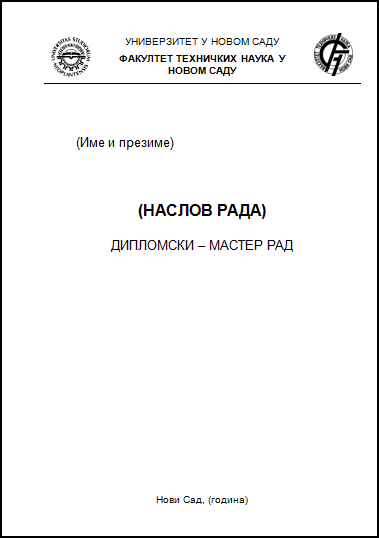 УНИВЕРЗИТЕТ У НОВОМ САДУ
ФАКУЛТЕТ ТЕХНИЧКИХ НАУКА У
НОВОМ САДУ
(Име и презиме)
(НАСЛОВ РАДА)
ДИПЛОМСКИ – МАСТЕР РАД
Нови Сад, (година)